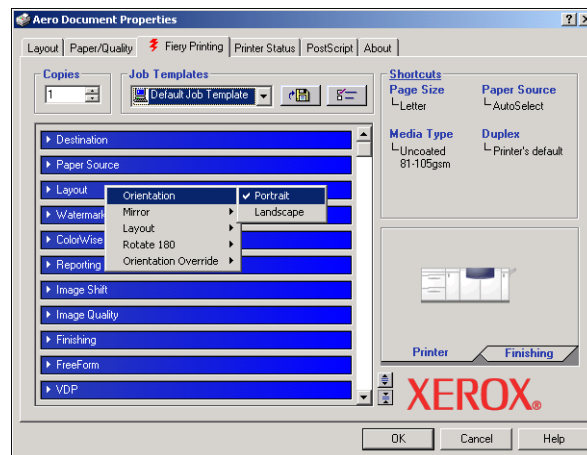 Aero Document Properties
Layout Paper/Quality Fiery Printing Printer Status PostScript About
Copies
1
Job Templates
Default Job Template
Destination
Paper Source
Layout
Watermark
ColorWise
Reporting
Image Shift
Image Quality
Finishing
FreeForm
VDP
Orientation
Mirror
Layout
Rotate 180
Orientation Override
Portrait
Landscape
Shortcuts
Page Size
Letter
Paper Source
AutoSelect
Media Type
Uncoated
81-105gsm
Duplex
Printer's default
Printer Finishing
XEROX®
OK Cancel Help